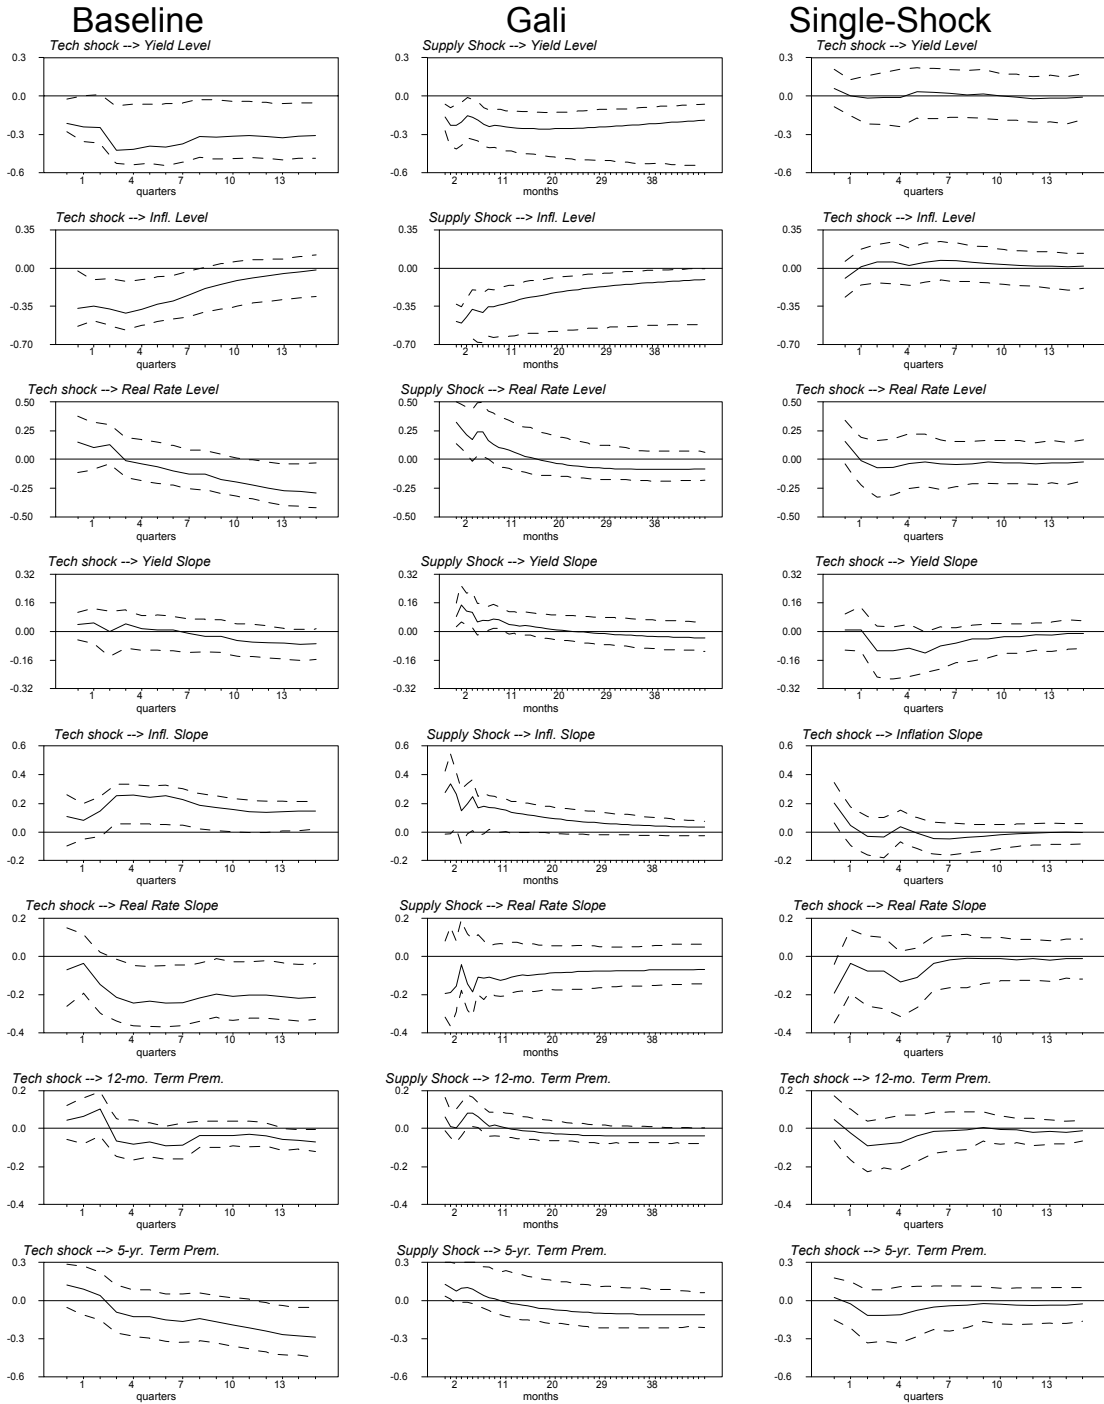 Baseline Gali Single-Shock
Tech shock --> Yield Level
0.3
0.0
-0.3
-0.6
1 4 7 10 13
quarters
Supply Shock --> Yield Level
0.3
0.0
-0.3
-0.6
2 11 20 29 38
months
Tech shock --> Yield Level
0.3
0.0
-0.3
-0.6
1 4 7 10 13
quarters
Tech shock --> Infl. Level
0.35
0.00
-0.35
-0.70
1 4 7 10 13
quarters
Supply Shock --> Infl. Level
0.35
0.00
-0.35
-0.70
2 11 20 29 38
months
Tech shock --> Infl. Level
0.35
0.00
-0.35
-0.70
1 4 7 10 13
quarters
Tech shock --> Real Rate Level
0.50
0.25
0.00
-0.25
-0.50
1 4 7 10 13
quarters
Supply Shock --> Real Rate Level
0.50
0.25
0.00
-0.25
-0.50
2 11 20 29 38
months
Tech shock --> Real Rate Level
0.50
0.25
0.00
-0.25
-0.50
1 4 7 10 13
quarters
Tech shock --> Yield Slope
0.32
0.16
0.00
-0.16
-0.32
1 4 7 10 13
quarters
Supply Shock --> Yield Slope
0.32
0.16
0.00
-0.16
-0.32
2 11 20 29 38
months
Tech shock --> Yield Slope
0.32
0.16
0.00
-0.16
-0.32
1 4 7 10 13
quarters
Tech shock --> Infl. Slope
0.6
0.4
0.2
0.0
-0.2
1 4 7 10 13
quarters
Supply Shock --> Infl. Slope
0.6
0.4
0.2
0.0
-0.2
2 11 20 29 38
months
Tech shock --> Inflation Slope
0.6
0.4
0.2
0.0
-0.2
1 4 7 10 13
quarters
Tech shock --> Real Rate Slope
0.2
0.0
-0.2
-0.4
1 4 7 10 13
quarters
Supply Shock --> Real Rate Slope
0.2
0.0
-0.2
-0.4
2 11 20 29 38
months
Tech shock --> Real Rate Slope
0.2
0.0
-0.2
-0.4
1 4 7 10 13
quarters
Tech shock --> 12-mo. Term Prem.
0.2
0.0
-0.2
-0.4
1 4 7 10 13
quarters
Supply Shock --> 12-mo. Term Prem.
0.2
0.0
-0.2
-0.4
2 11 20 29 38
months
Tech shock --> 12-mo. Term Prem.
0.2
0.0
-0.2
-0.4
1 4 7 10 13
quarters
Tech shock --> 5-yr. Term Prem.
0.3
0.0
-0.3
-0.6
1 4 7 10 13
quarters
Supply Shock --> 5-yr. Term Prem.
0.3
0.0
-0.3
-0.6
2 11 20 29 38
months
Tech shock --> 5-yr. Term Prem.
0.3
0.0
-0.3
-0.6
1 4 7 10 13
quarters